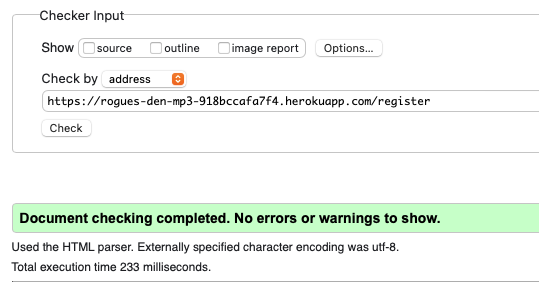 Checker Input
Show source outline image report Options...
Check by address
https://rogues-den-mp3-918bccafa7f4.herokuapp.com/register
Check
Document checking completed. No errors or warnings to show.
Used the HTML parser. Externally specified character encoding was utf-8.
Total execution time 233 milliseconds.